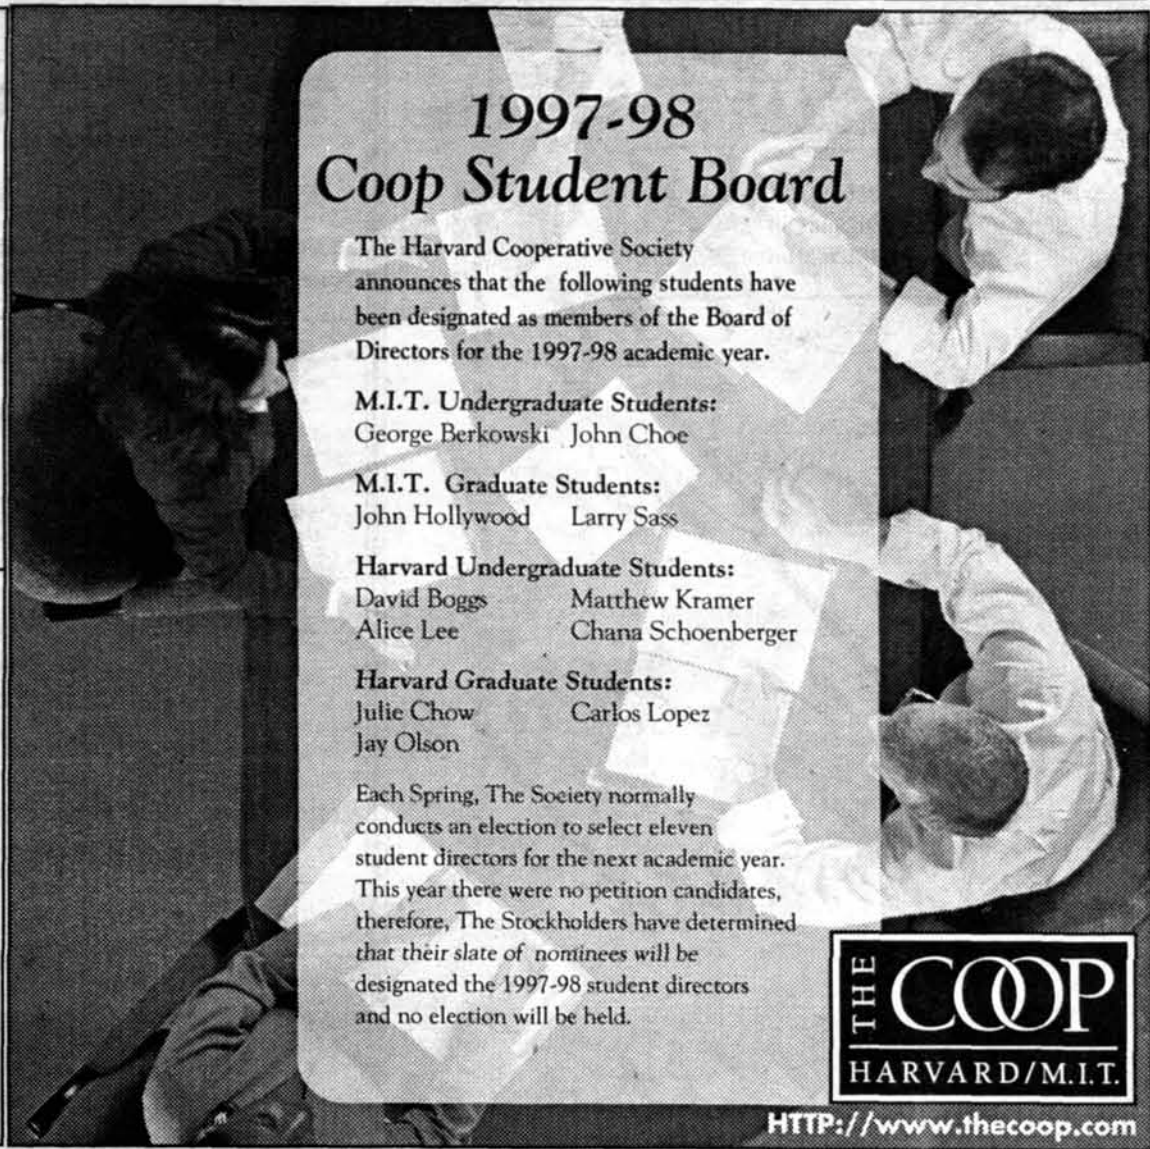 1997-98
Coop Student Board
The Harvard Cooperative Society
announces that the following students have
been designated as members of the Board of
Directors for the 1997-98 academic year.
M.I.T. Undergraduate Students:
George Berkowski John Choe
M.I.T. Graduate Students:
John Hollywood Larry Sass
Harvard Undergraduate Students:
David Boggs Matthew Kramer
Alice Lee Chana Schoenberger
Harvard Graduate Students:
Julie Chow Carlos Lopez
Jay Olson
Each Spring, The Society normally
conducts an election to select eleven
student directors for the next academic year.
This year there were no petition candidates,
therefore, The Stockholders have determined
that their slate of nominees will be
designated the 1997-98 student directors
and no election will be held.
THE COOP
HARVARD/M.I.T.
HTTP://www.thecoop.com